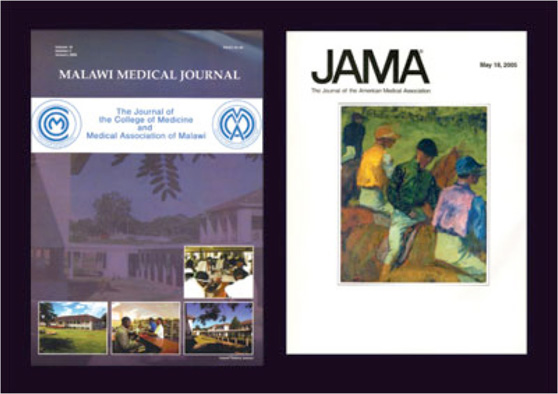 MALAWI MEDICAL JOURNAL
The Journal of
the College of Medicine
and
Medical Association of Malawi
JAMA
May 18, 2005
The Journal of the American Medical Association